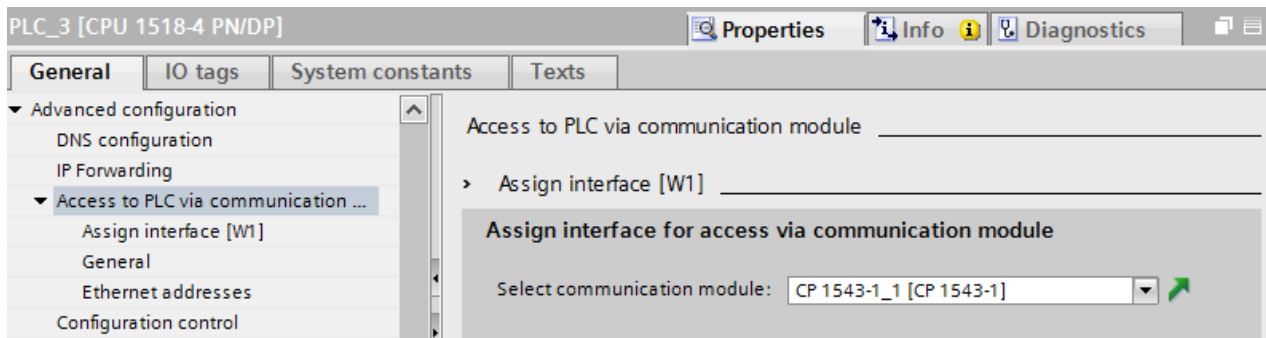 PLC_3 [CPU 1518-4 PN/DP]
Properties
Info
Diagnostics
General
IO tags
System constants
Texts
Advanced configuration
DNS configuration
IP Forwarding
Access to PLC via communication ...
Assign interface [W1]
General
Ethernet addresses
Configuration control
Access to PLC via communication module
Assign interface [W1]
Assign interface for access via communication module
Select communication module: CP 1543-1_1 [CP 1543-1]